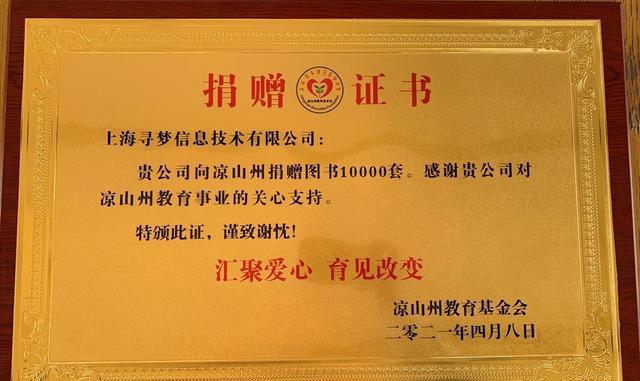 捐赠证书
上海寻梦信息技术有限公司：
贵公司向凉山州捐赠图书10000套。感谢贵公司对
凉山州教育事业的关心支持。
特颁此证，谨致谢忱！
汇聚爱心 育见改变
凉山州教育基金会
二零二一年四月八日